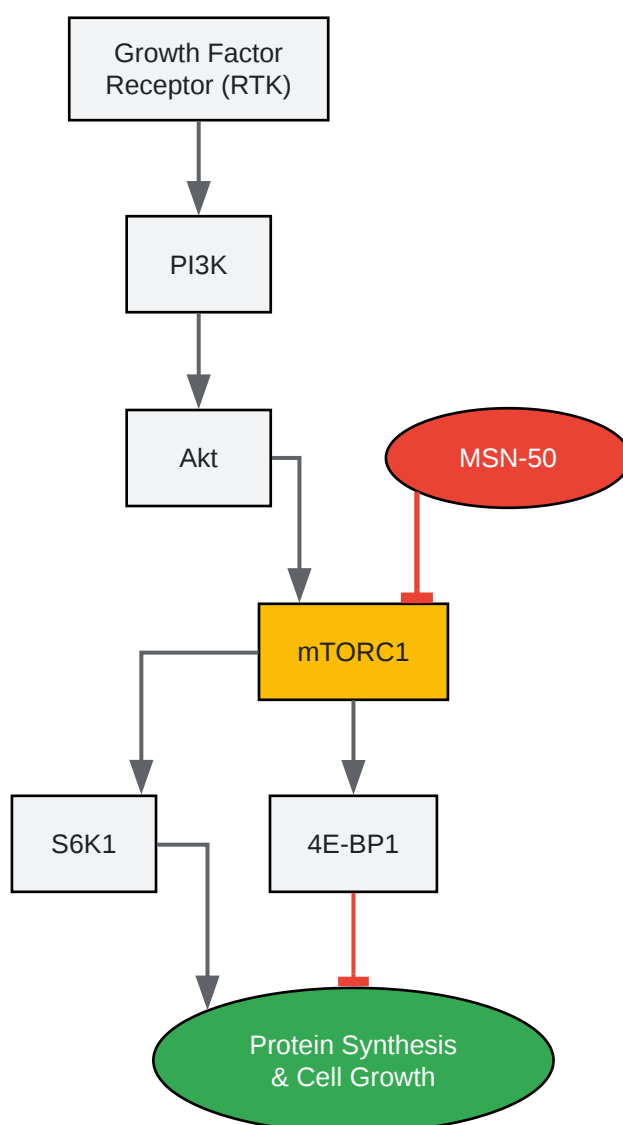 Growth Factor
Receptor (RTK)
PI3K
Akt
MSN-50
mTORC1
S6K1
4E-BP1
Protein Synthesis
& Cell Growth